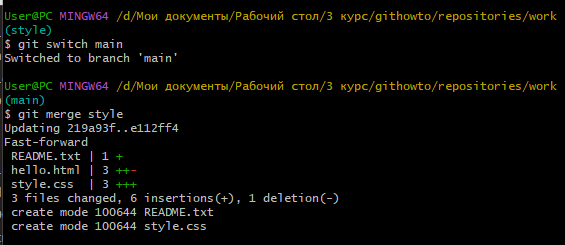 User@PC MINGW64 /d/Мои документы/Рабочий стол/3 курс/githowto/repositories/work
(style)
$ git switch main
Switched to branch 'main'
User@PC MINGW64 /d/Мои документы/Рабочий стол/3 курс/githowto/repositories/work
(main)
$ git merge style
Updating 219a93f..e112ff4
Fast-forward
README.txt | 1 +
hello.html | 3 ++-
style.css  | 3 +++
3 files changed, 6 insertions(+), 1 deletion(-)
create mode 100644 README.txt
create mode 100644 style.css